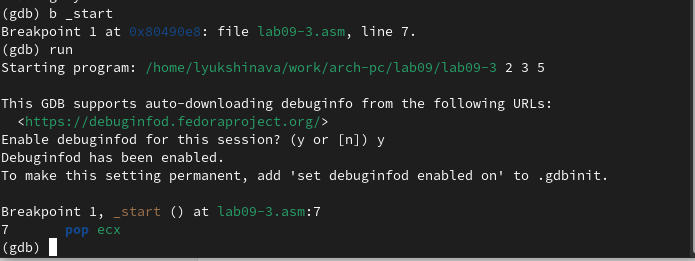 (gdb) b _start
Breakpoint 1 at 0x80490e8: file lab09-3.asm, line 7.
(gdb) run
Starting program: /home/lyukshinava/work/arch-pc/lab09/lab09-3 2 3 5
This GDB supports auto-downloading debuginfo from the following URLs:
<https://debuginfod.fedoraproject.org/>
Enable debuginfod for this session? (y or [n]) y
Debuginfod has been enabled.
To make this setting permanent, add 'set debuginfod enabled on' to .gdbinit.
Breakpoint 1, _start () at lab09-3.asm:7
7 pop ecx
(gdb)